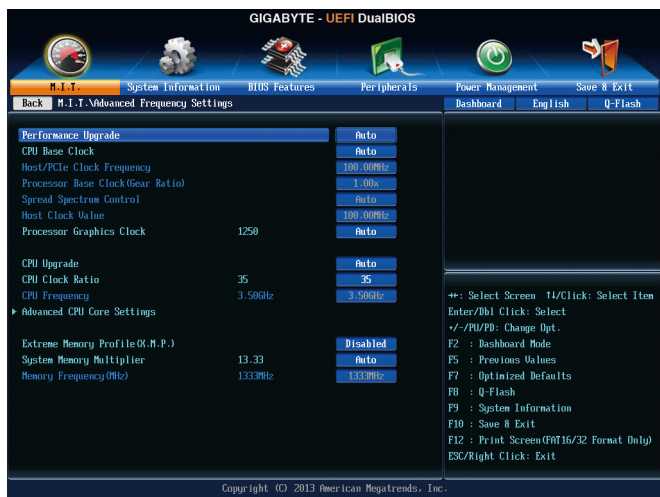 GIGABYTE - UEFI DualBIOS
M.I.T. System Information BIOS Features Peripherals Power Management Save & Exit
Back M.I.T.\Advanced Frequency Settings Dashboard English Q-Flash
Performance Upgrade Auto
CPU Base Clock Auto
Host/PCIe Clock Frequency 100.00MHz
Processor Base Clock(Gear Ratio) 1.00x
Spread Spectrum Control Auto
Host Clock Value 100.00MHz
Processor Graphics Clock 1250 Auto
CPU Upgrade Auto
CPU Clock Ratio 35 35
CPU Frequency 3.50GHz 3.50GHz
Advanced CPU Core Settings
Extreme Memory Profile(X.M.P.) Disabled
System Memory Multiplier 13.33 Auto
Memory Frequency(MHz) 1333MHz 1333MHz
→←: Select Screen ↑↓/Click: Select Item
Enter/Dbl Click: Select
+/-/PU/PD: Change Opt.
F2 : Dashboard Mode
F5 : Previous Values
F7 : Optimized Defaults
F8 : Q-Flash
F9 : System Information
F10 : Save & Exit
F12 : Print Screen(FAT16/32 Format Only)
ESC/Right Click: Exit
Copyright (C) 2013 American Megatrends, Inc.